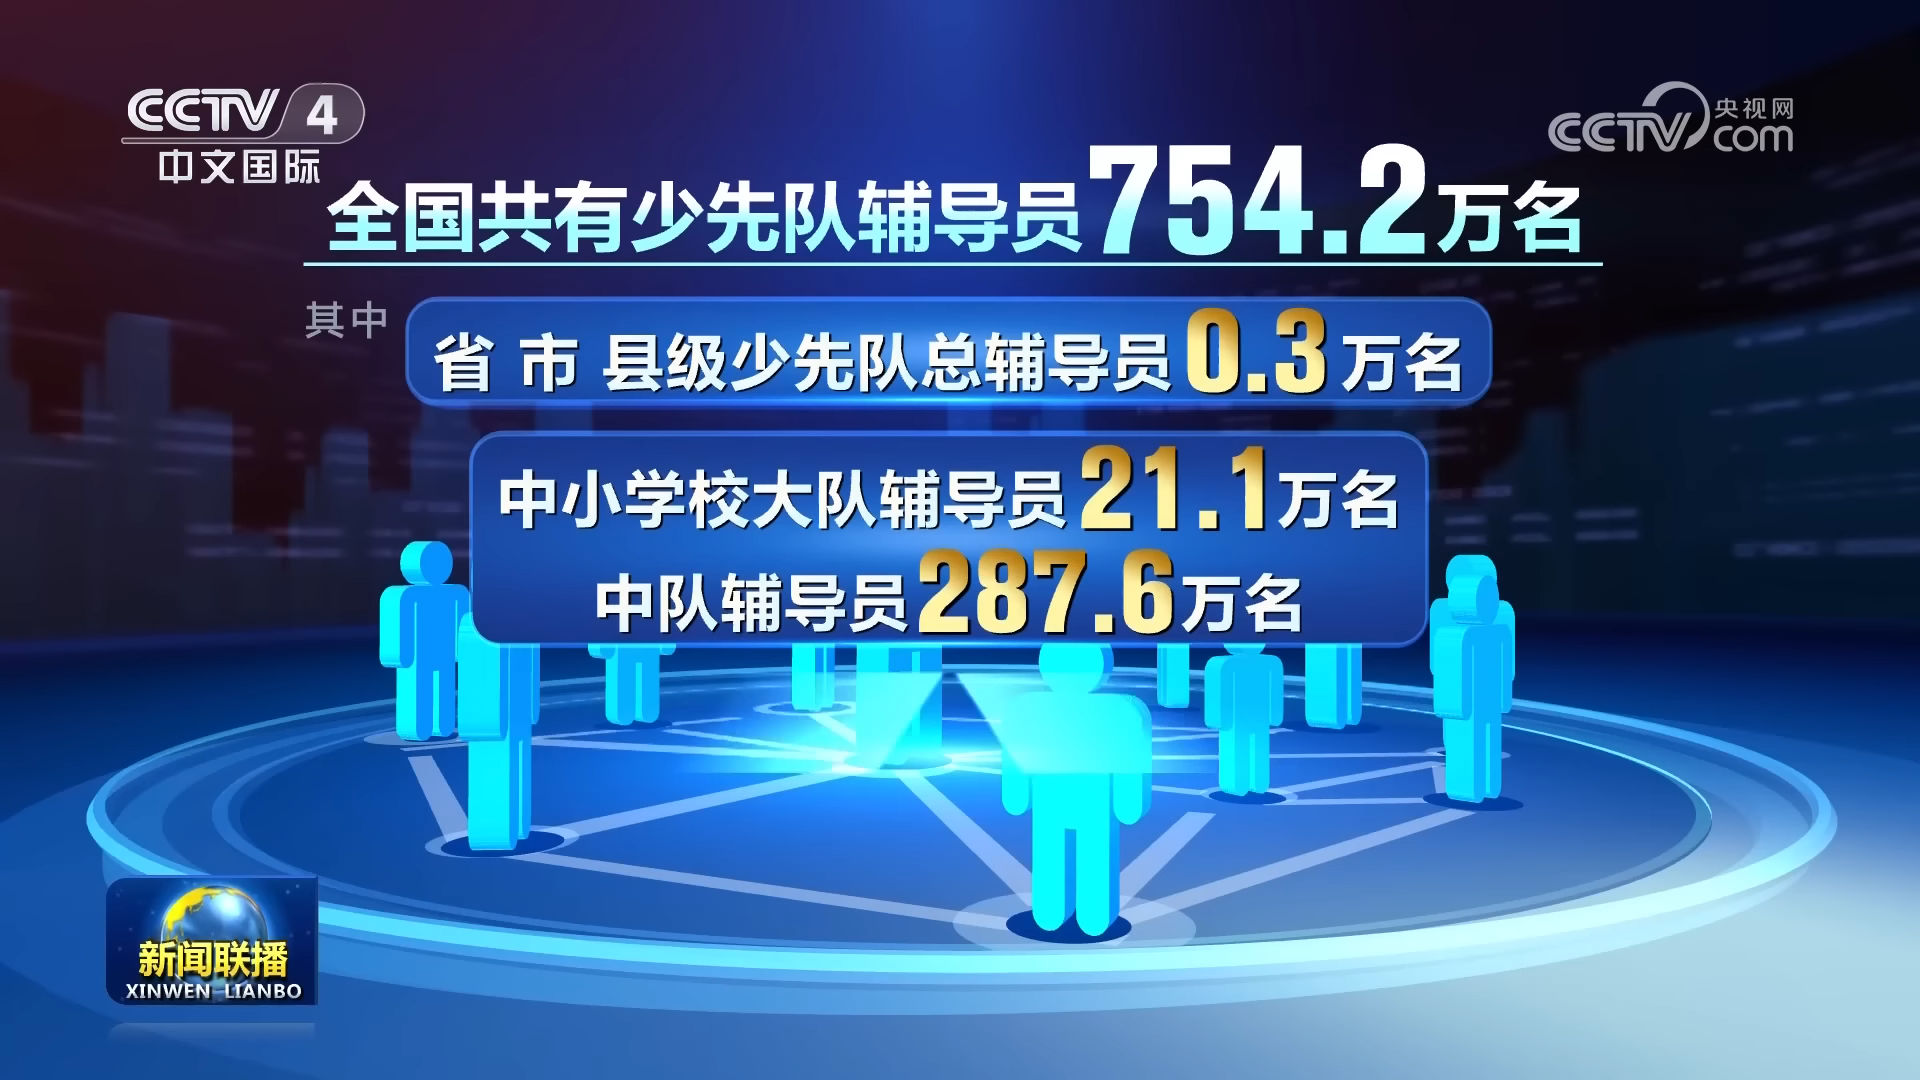 CCTV 4
中文国际
央视网
CCTV com
全国共有少先队辅导员754.2万名
其中
省 市 县级少先队总辅导员0.3万名
中小学校大队辅导员21.1万名
中队辅导员287.6万名
新闻联播
XINWEN LIANBO